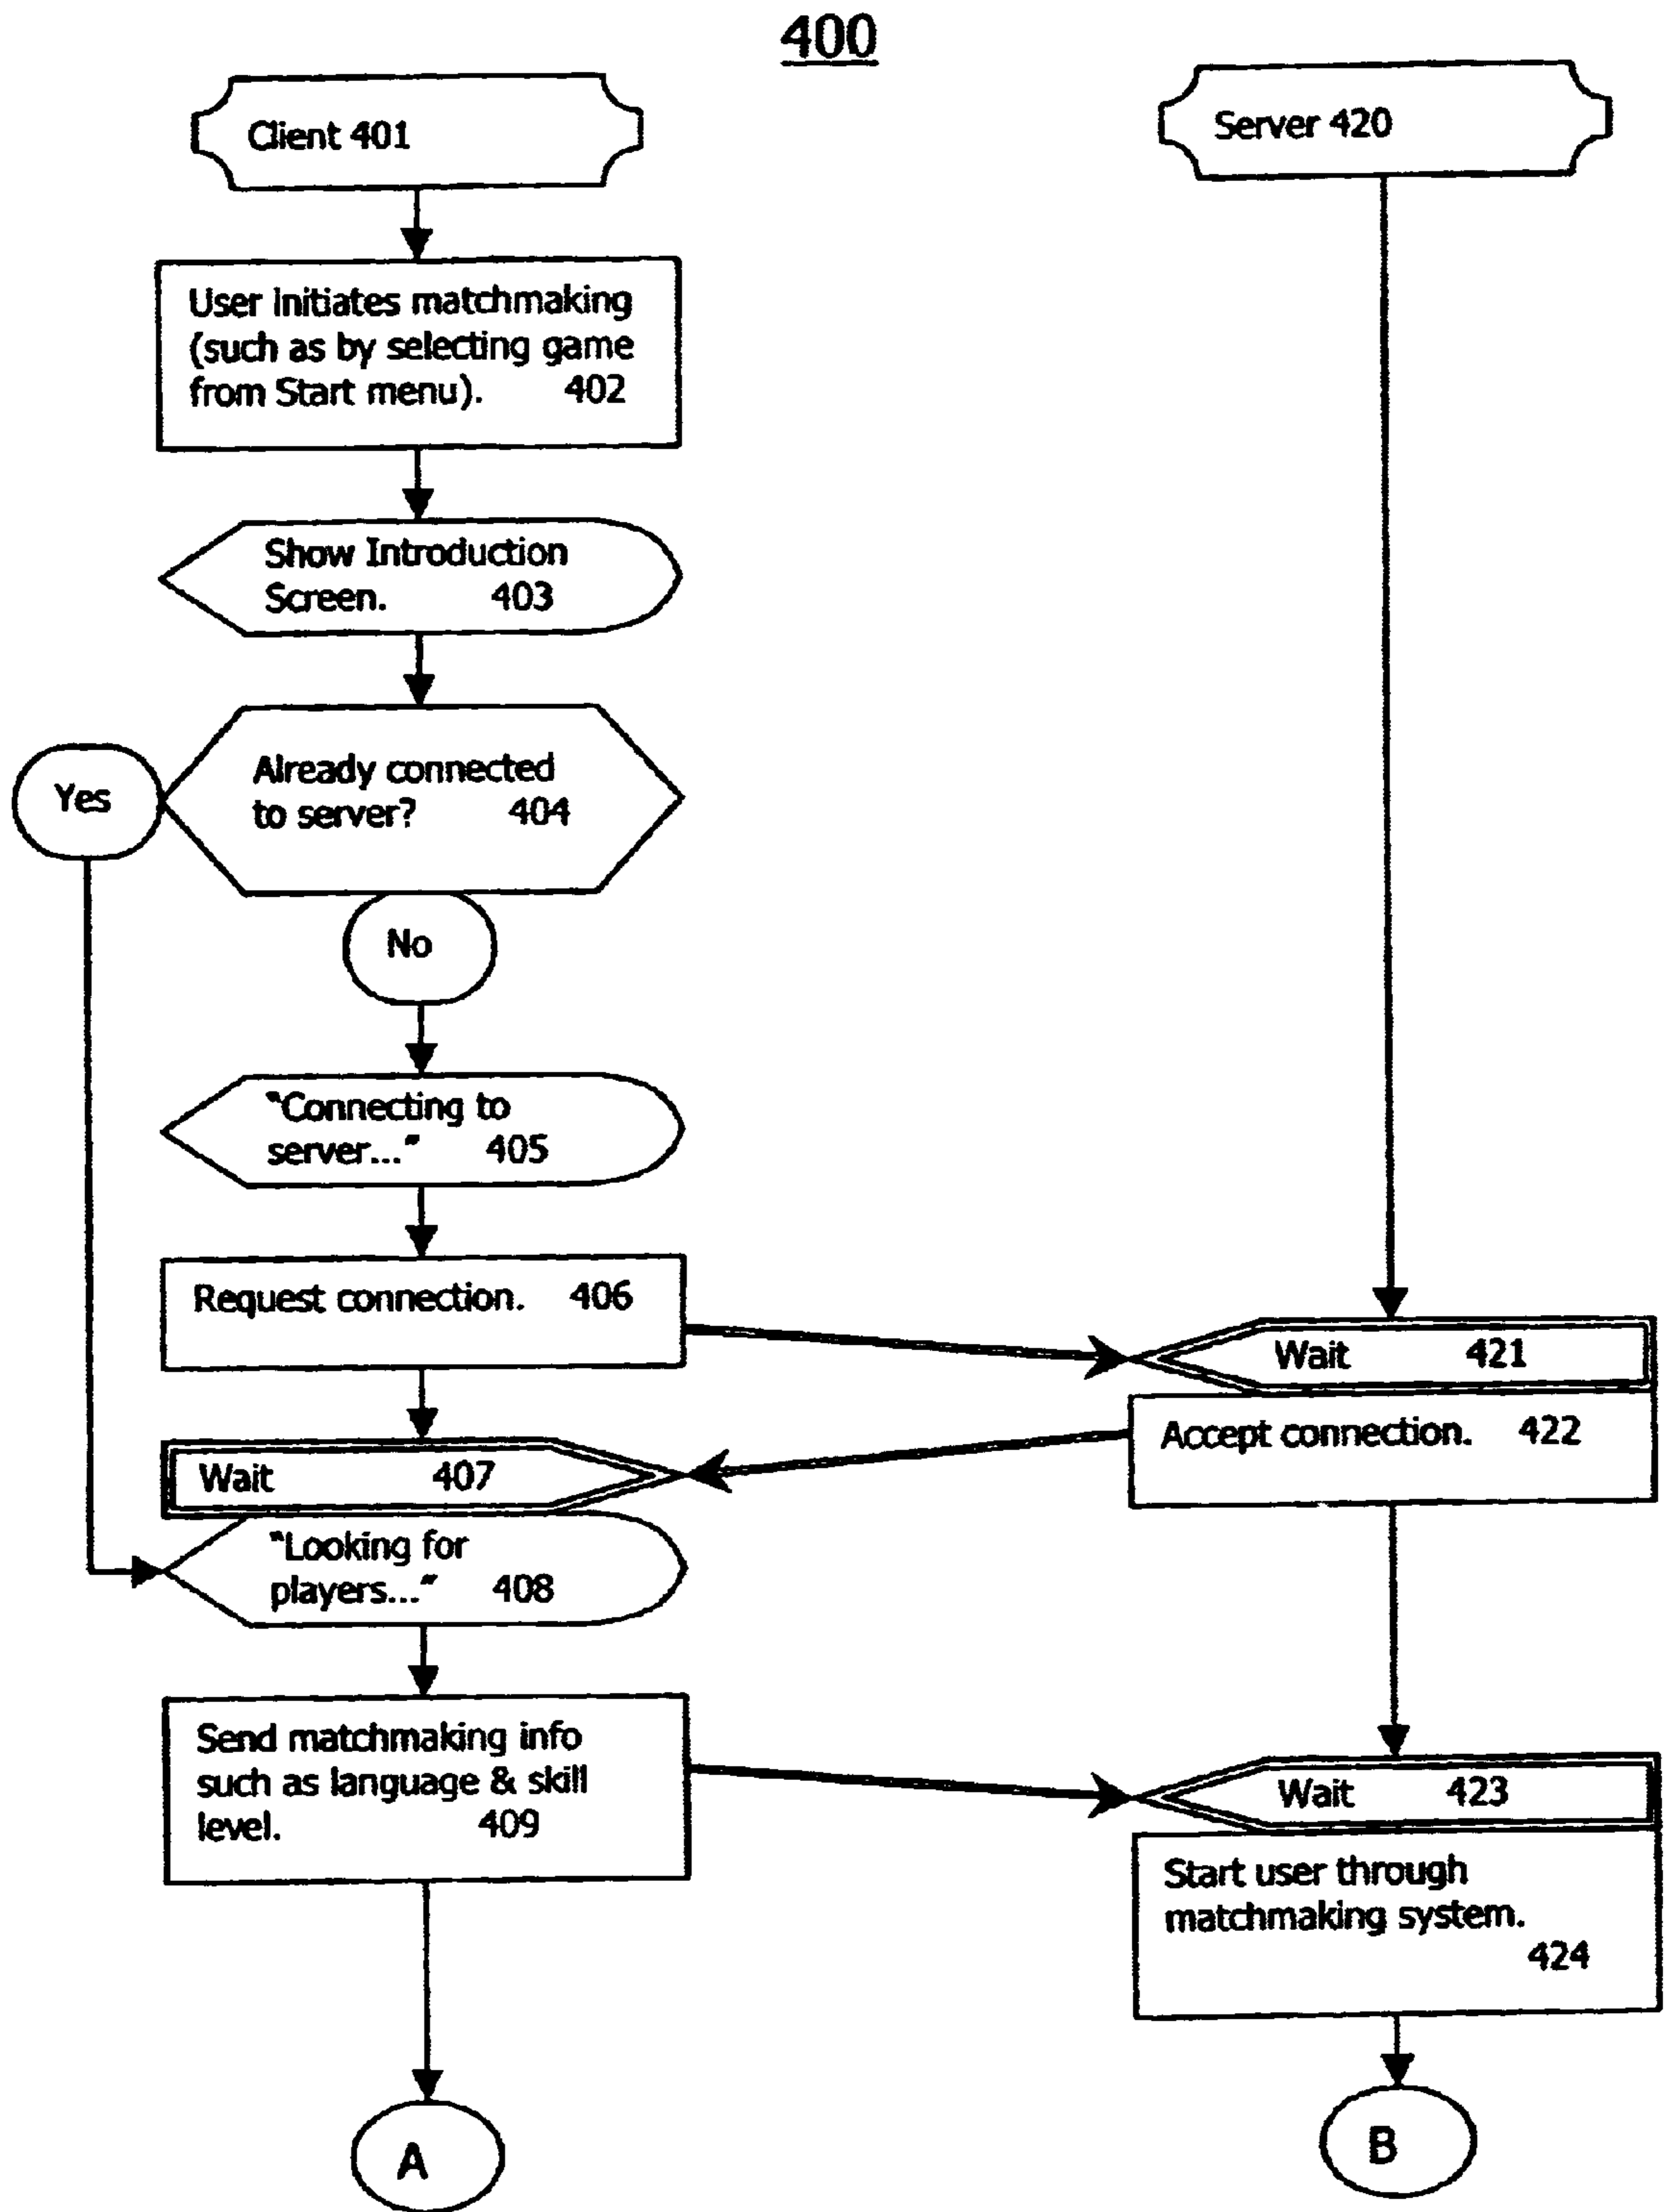 400
Client 401
Server 420
User initiates matchmaking
(such as by selecting game
from Start menu). 402
Show Introduction
Screen. 403
Already connected
to server? 404
Yes
No
"Connecting to
server..." 405
Request connection. 406
Wait 421
Accept connection. 422
Wait 407
"Looking for
players..." 408
Send matchmaking info
such as language & skill
level. 409
Wait 423
Start user through
matchmaking system.
424
A
B